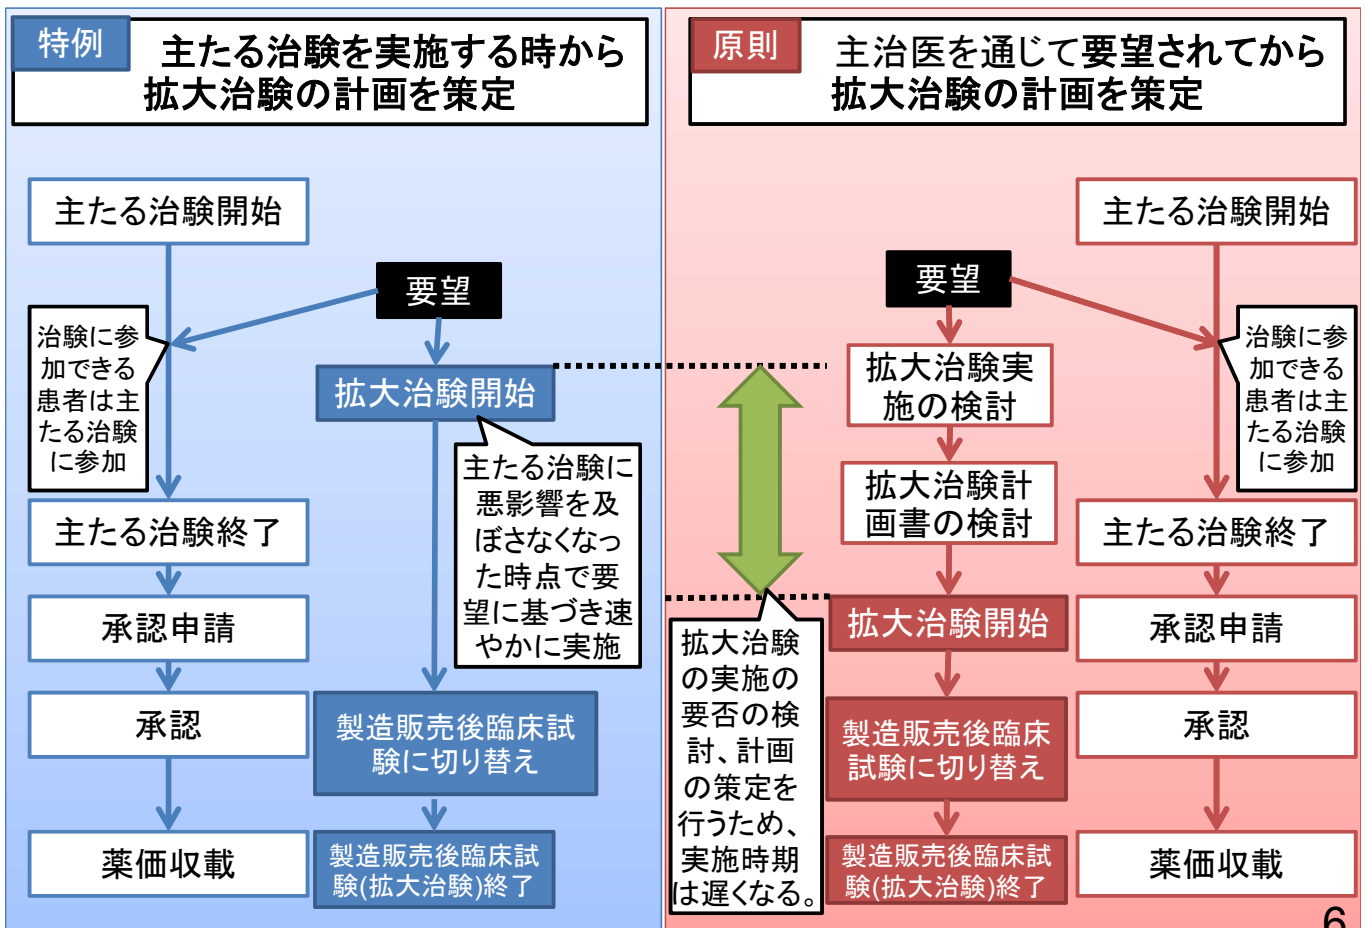 特例
主たる治験を実施する時から
拡大治験の計画を策定
主たる治験開始
要望
治験に参
加できる
患者は主
たる治験
に参加
拡大治験開始
主たる治験に
悪影響を及
ぼさなくなっ
た時点で要
望に基づき速
やかに実施
主たる治験終了
承認申請
承認
製造販売後臨床試
験に切り替え
薬価収載
製造販売後臨床試
験(拡大治験)終了
原則
主治医を通じて要望されてから
拡大治験の計画を策定
主たる治験開始
要望
拡大治験実
施の検討
治験に参
加できる
患者は主
たる治験
に参加
拡大治験計
画書の検討
主たる治験終了
拡大治験開始
承認申請
拡大治験
の実施の
要否の検
討、計画
の策定を
行うため、
実施時期
は遅くなる。
製造販売後臨床
試験に切り替え
承認
製造販売後臨床試
験(拡大治験)終了
薬価収載
6